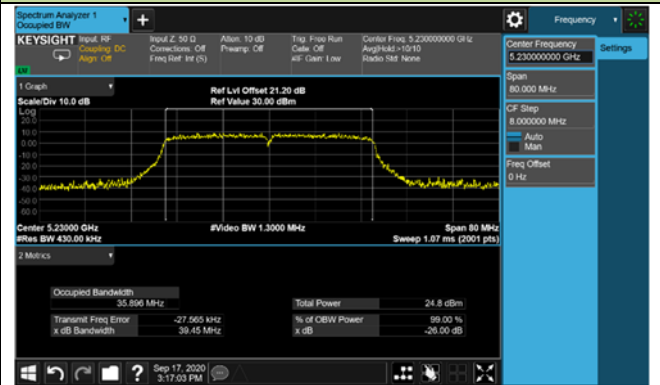 Spectrum Analyzer 1
Occupied BW
+
Frequency
KEYSIGHT
Input: RF
Coupling: DC
Align: Off
Input Z: 50 Ω
Corrections: Off
Freq Ref: Int (S)
Atten: 10 dB
Preamp: Off
Trig: Free Run
Gate: Off
#IF Gain: Low
Center Freq: 5.230000000 GHz
Avg|Hold:>10/10
Radio Std: None
LXI
Center Frequency
5.230000000 GHz
Settings
Span
80.000 MHz
CF Step
8.000000 MHz
Auto
Man
Freq Offset
0 Hz
1 Graph
Scale/Div 10.0 dB
Ref Lvl Offset 21.20 dB
Ref Value 30.00 dBm
Log
20.0
10.0
0.00
-10.0
-20.0
-30.0
-40.0
-50.0
-60.0
Center 5.23000 GHz
#Res BW 430.00 kHz
#Video BW 1.3000 MHz
Span 80 MHz
Sweep 1.07 ms (2001 pts)
2 Metrics
Occupied Bandwidth
35.896 MHz
Total Power 24.8 dBm
Transmit Freq Error -27.565 kHz
% of OBW Power 99.00 %
x dB Bandwidth 39.45 MHz
x dB -26.00 dB
?
Sep 17, 2020
3:17:03 PM